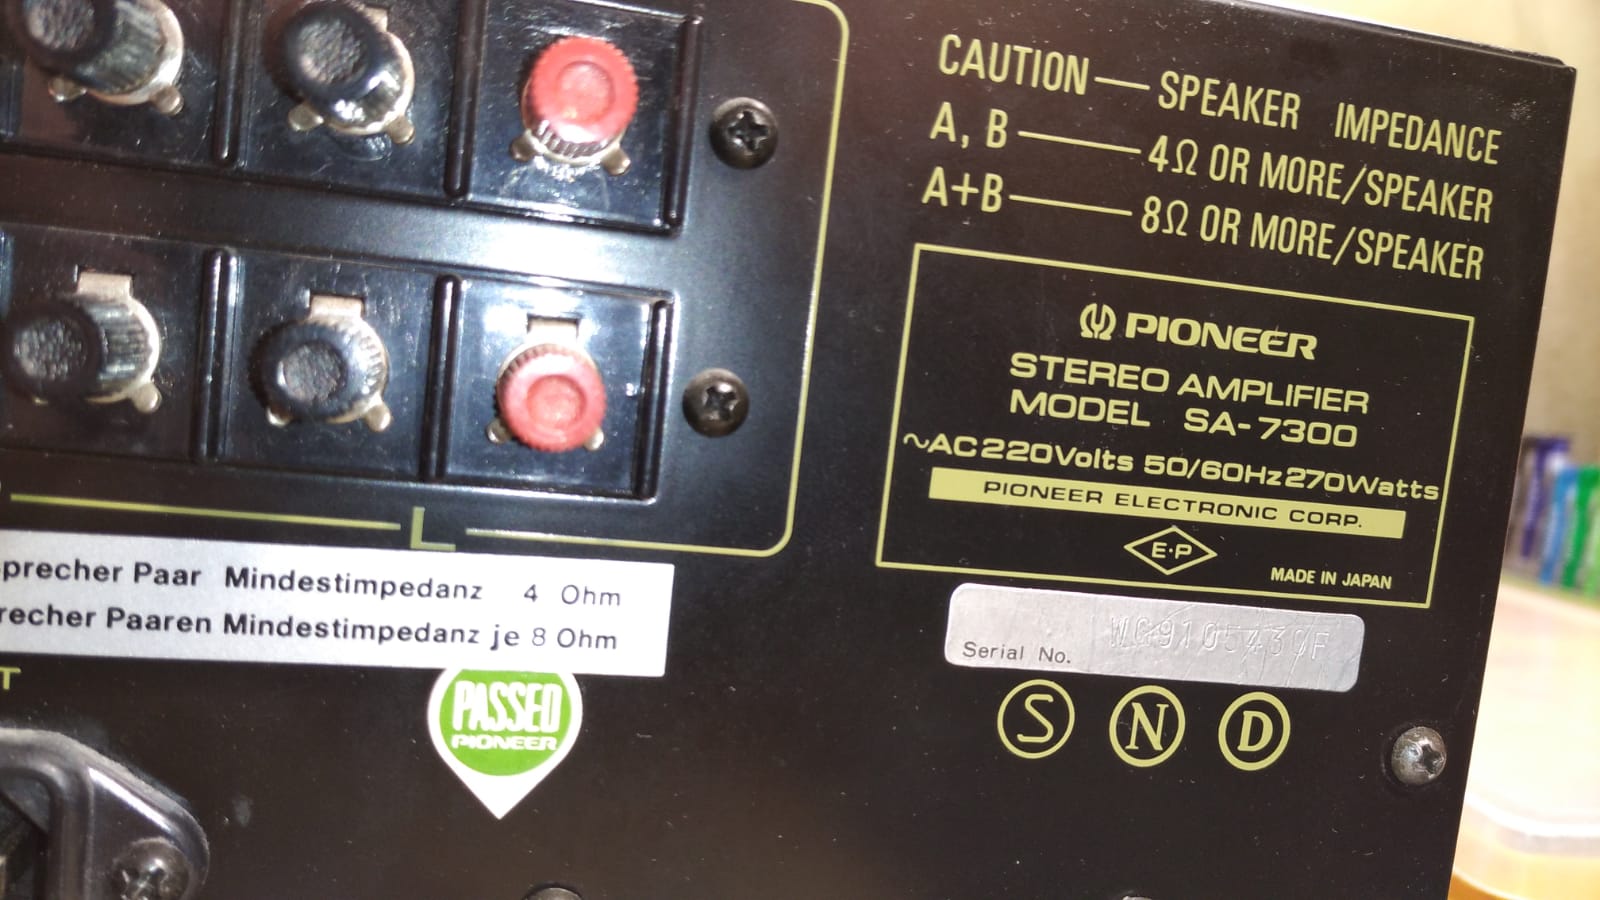 CAUTION — SPEAKER IMPEDANCE
A, B — 4Ω OR MORE/SPEAKER
A+B — 8Ω OR MORE/SPEAKER
PIONEER
STEREO AMPLIFIER
MODEL SA-7300
~AC220Volts 50/60Hz 270Watts
PIONEER ELECTRONIC CORP.
E·P
MADE IN JAPAN
Serial No.
S N D
L
precher Paar Mindestimpedanz 4 Ohm
recher Paaren Mindestimpedanz je 8 Ohm
T
PASSED
PIONEER